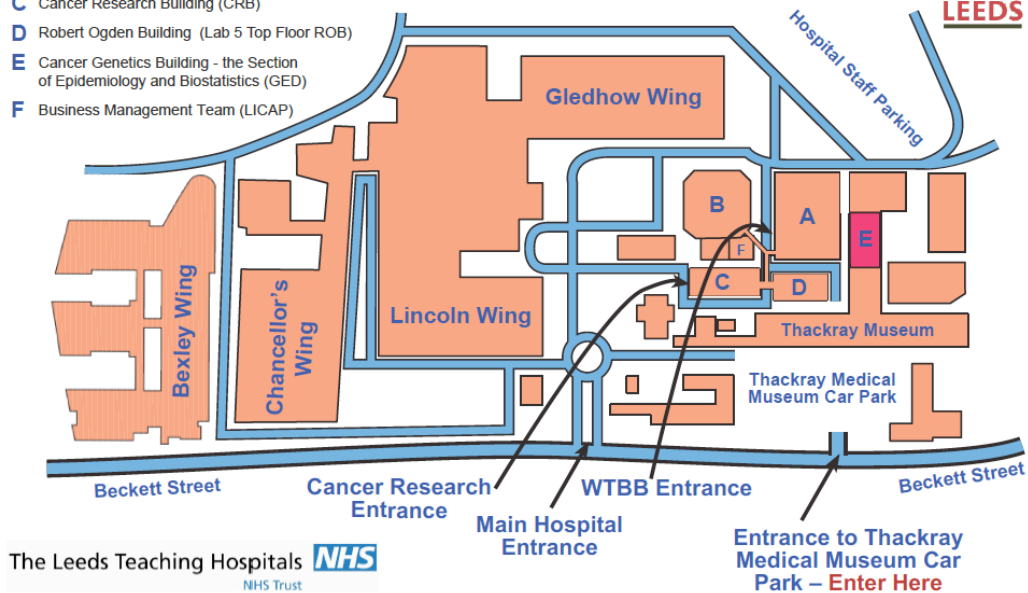 C Cancer Research Building (CRB)
LEEDS
D Robert Ogden Building (Lab 5 Top Floor ROB)
E Cancer Genetics Building - the Section
of Epidemiology and Biostatistics (GED)
F Business Management Team (LICAP)
Hospital Staff Parking
Gledhow Wing
B
A
E
F
C
D
Bexley Wing
Chancellor's
Wing
Lincoln Wing
Thackray Museum
Thackray Medical
Museum Car Park
Beckett Street
Beckett Street
Cancer Research
Entrance
WTBB Entrance
Main Hospital
Entrance
Entrance to Thackray
Medical Museum Car
Park – Enter Here
The Leeds Teaching Hospitals NHS
NHS Trust